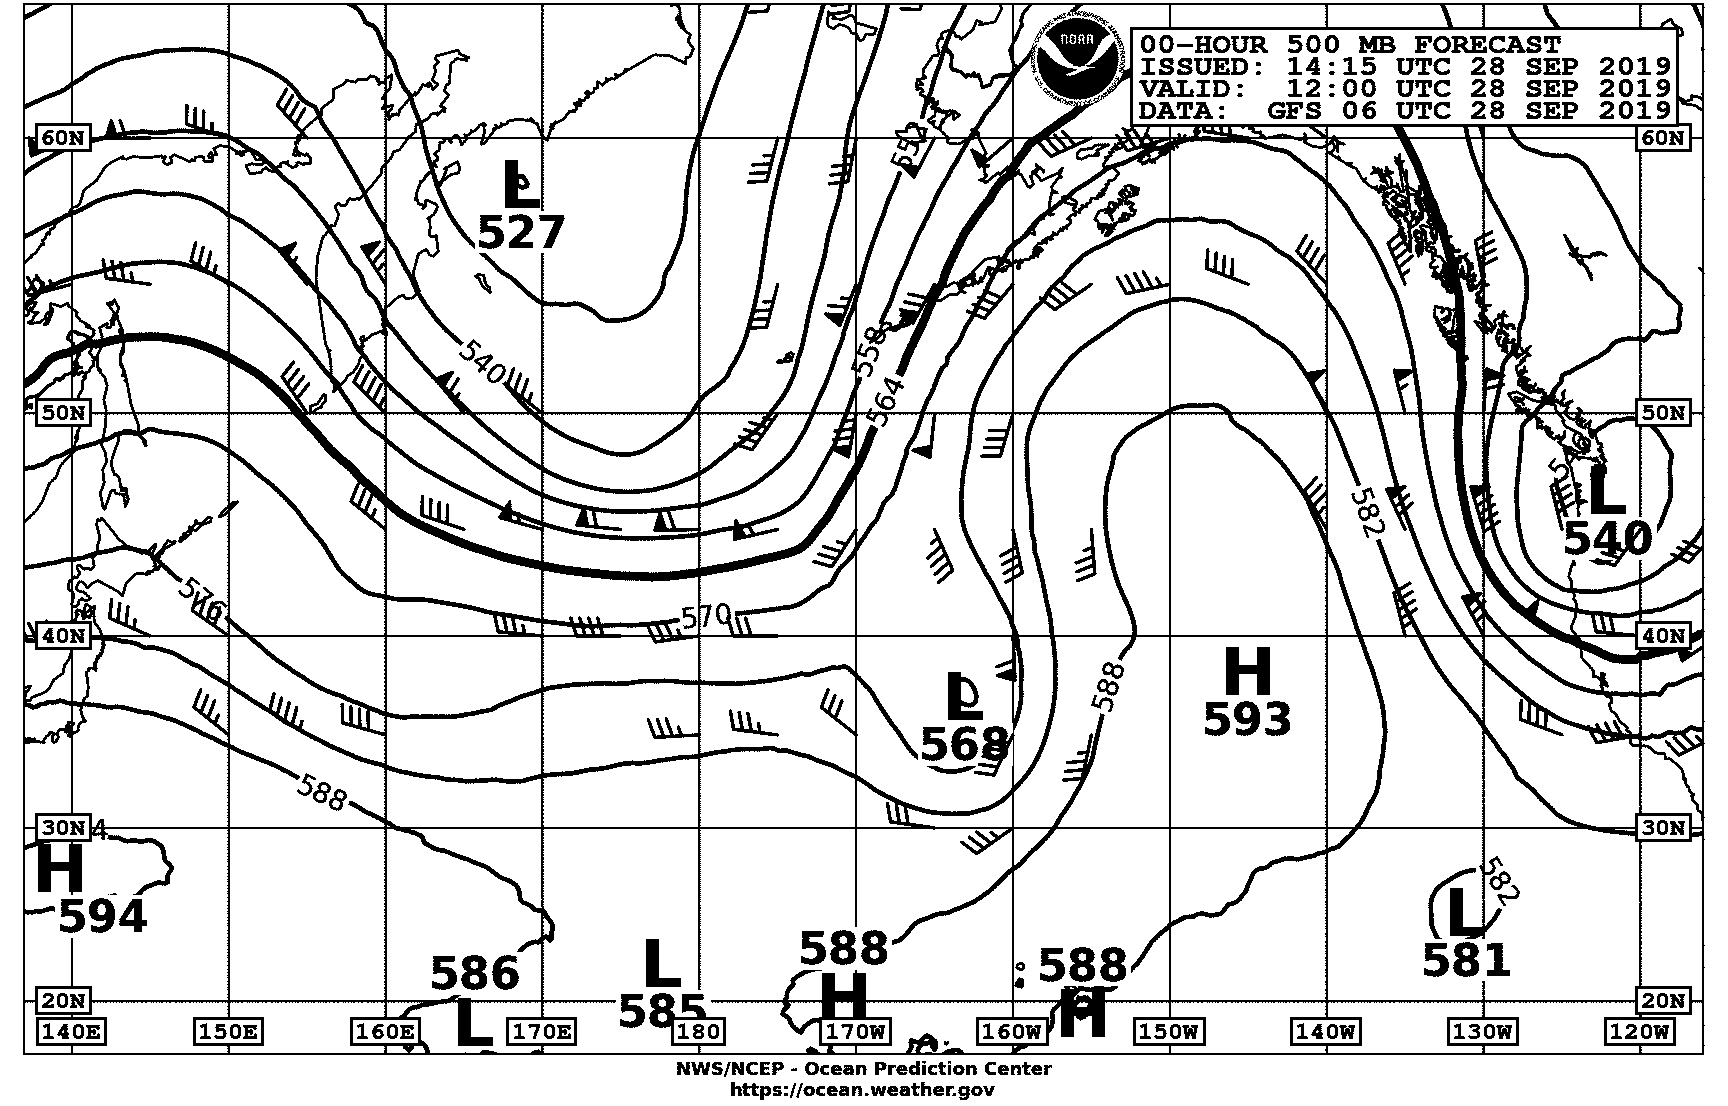 NOAA
00-HOUR 500 MB FORECAST
ISSUED: 14:15 UTC 28 SEP 2019
VALID: 12:00 UTC 28 SEP 2019
DATA: GFS 06 UTC 28 SEP 2019
60N
60N
552
L
527
540
558
564
50N
50N
L
540
582
576
570
40N
40N
L
568
H
593
588
588
30N
30N
H
594
582
L
581
588
588
586
L
585
H
H
L
20N
20N
140E 150E 160E 170E 180 170W 160W 150W 140W 130W 120W
NWS/NCEP - Ocean Prediction Center
https://ocean.weather.gov